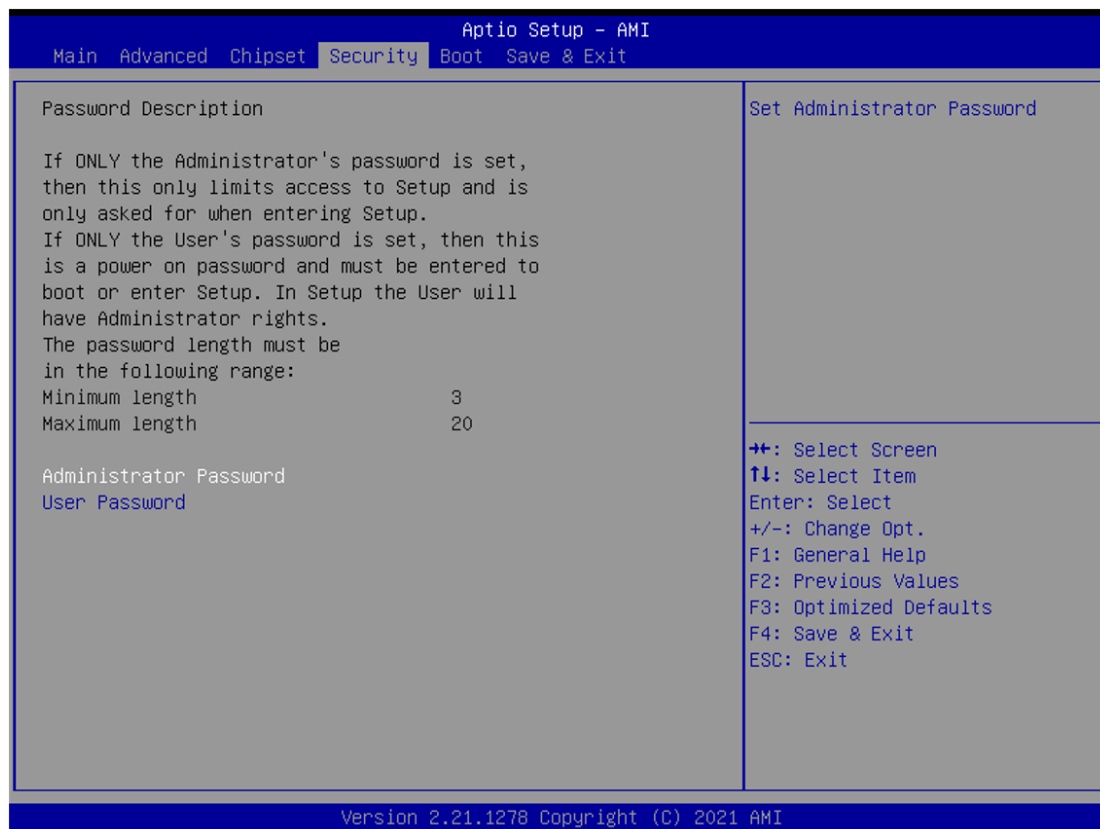 Aptio Setup - AMI
Main Advanced Chipset Security Boot Save & Exit
Password Description
If ONLY the Administrator's password is set,
then this only limits access to Setup and is
only asked for when entering Setup.
If ONLY the User's password is set, then this
is a power on password and must be entered to
boot or enter Setup. In Setup the User will
have Administrator rights.
The password length must be
in the following range:
Minimum length 3
Maximum length 20
Administrator Password
User Password
Set Administrator Password
→←: Select Screen
↑↓: Select Item
Enter: Select
+/-: Change Opt.
F1: General Help
F2: Previous Values
F3: Optimized Defaults
F4: Save & Exit
ESC: Exit
Version 2.21.1278 Copyright (C) 2021 AMI